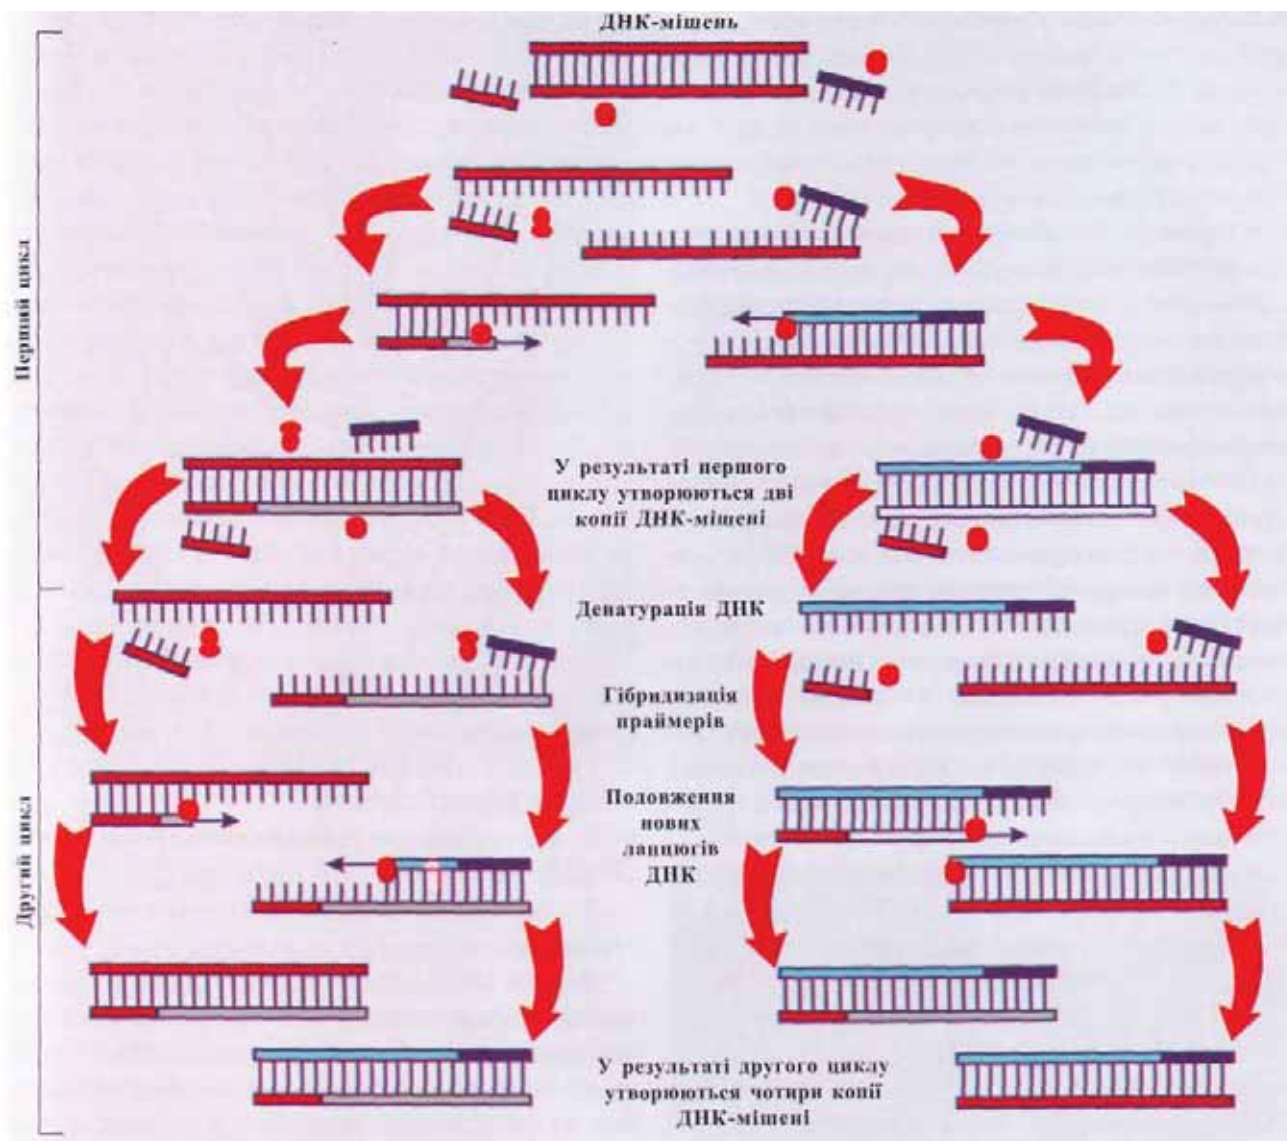 ДНК-мішень
Перший цикл
У результаті першого
циклу утворюються дві
копії ДНК-мішені
Денатурація ДНК
Гібридизація
праймерів
Подовження
нових
ланцюгів
ДНК
Другий цикл
У результаті другого циклу
утворюються чотири копії
ДНК-мішені